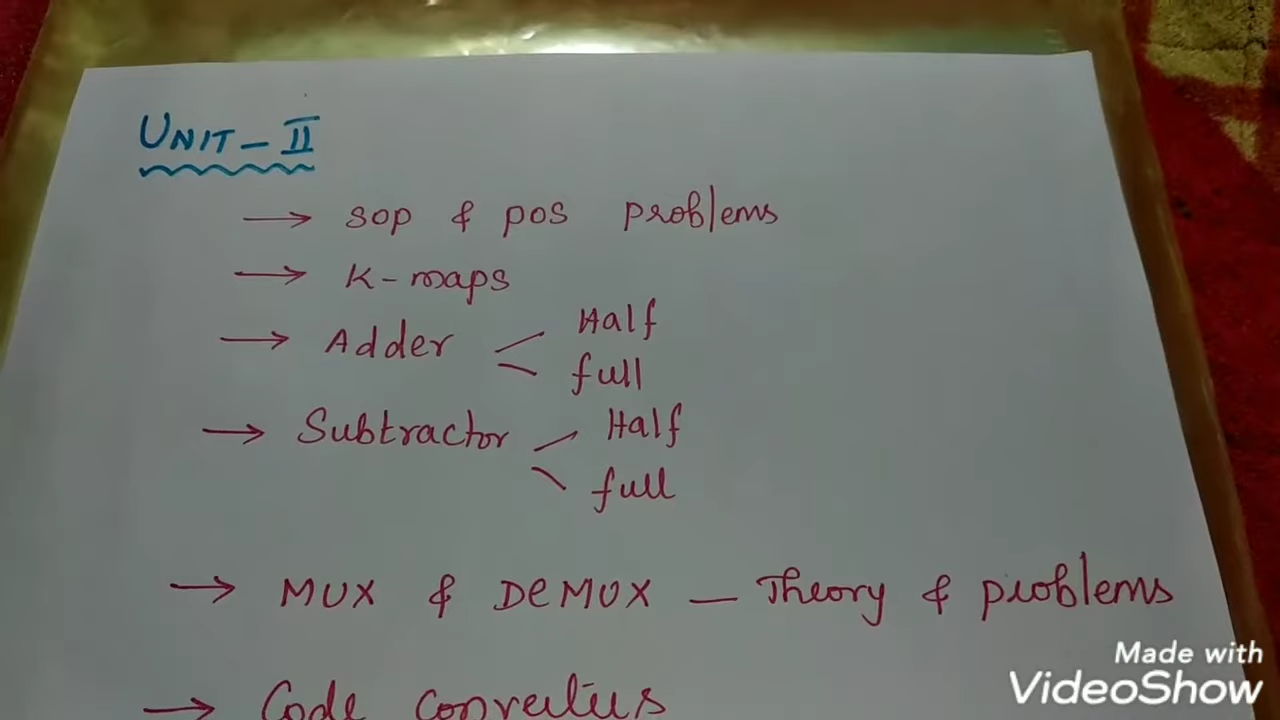 UNIT - II
→ SOP & POS problems
→ K-maps
→ Adder < Half
full
→ Subtractor < Half
full
→ MUX & DeMUX — Theory & problems
→ Code converters
Made with
VideoShow